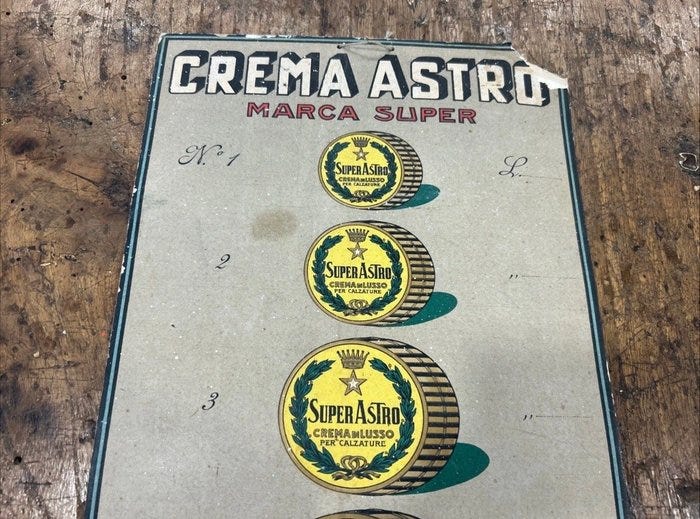 CREMA ASTRO
MARCA SUPER
N.º 1
SUPER ASTRO
CREMA DI LUSSO
PER CALZATURE
L.
2
SUPER ASTRO
CREMA DI LUSSO
PER CALZATURE
„
3
SUPER ASTRO
CREMA DI LUSSO
PER CALZATURE
„